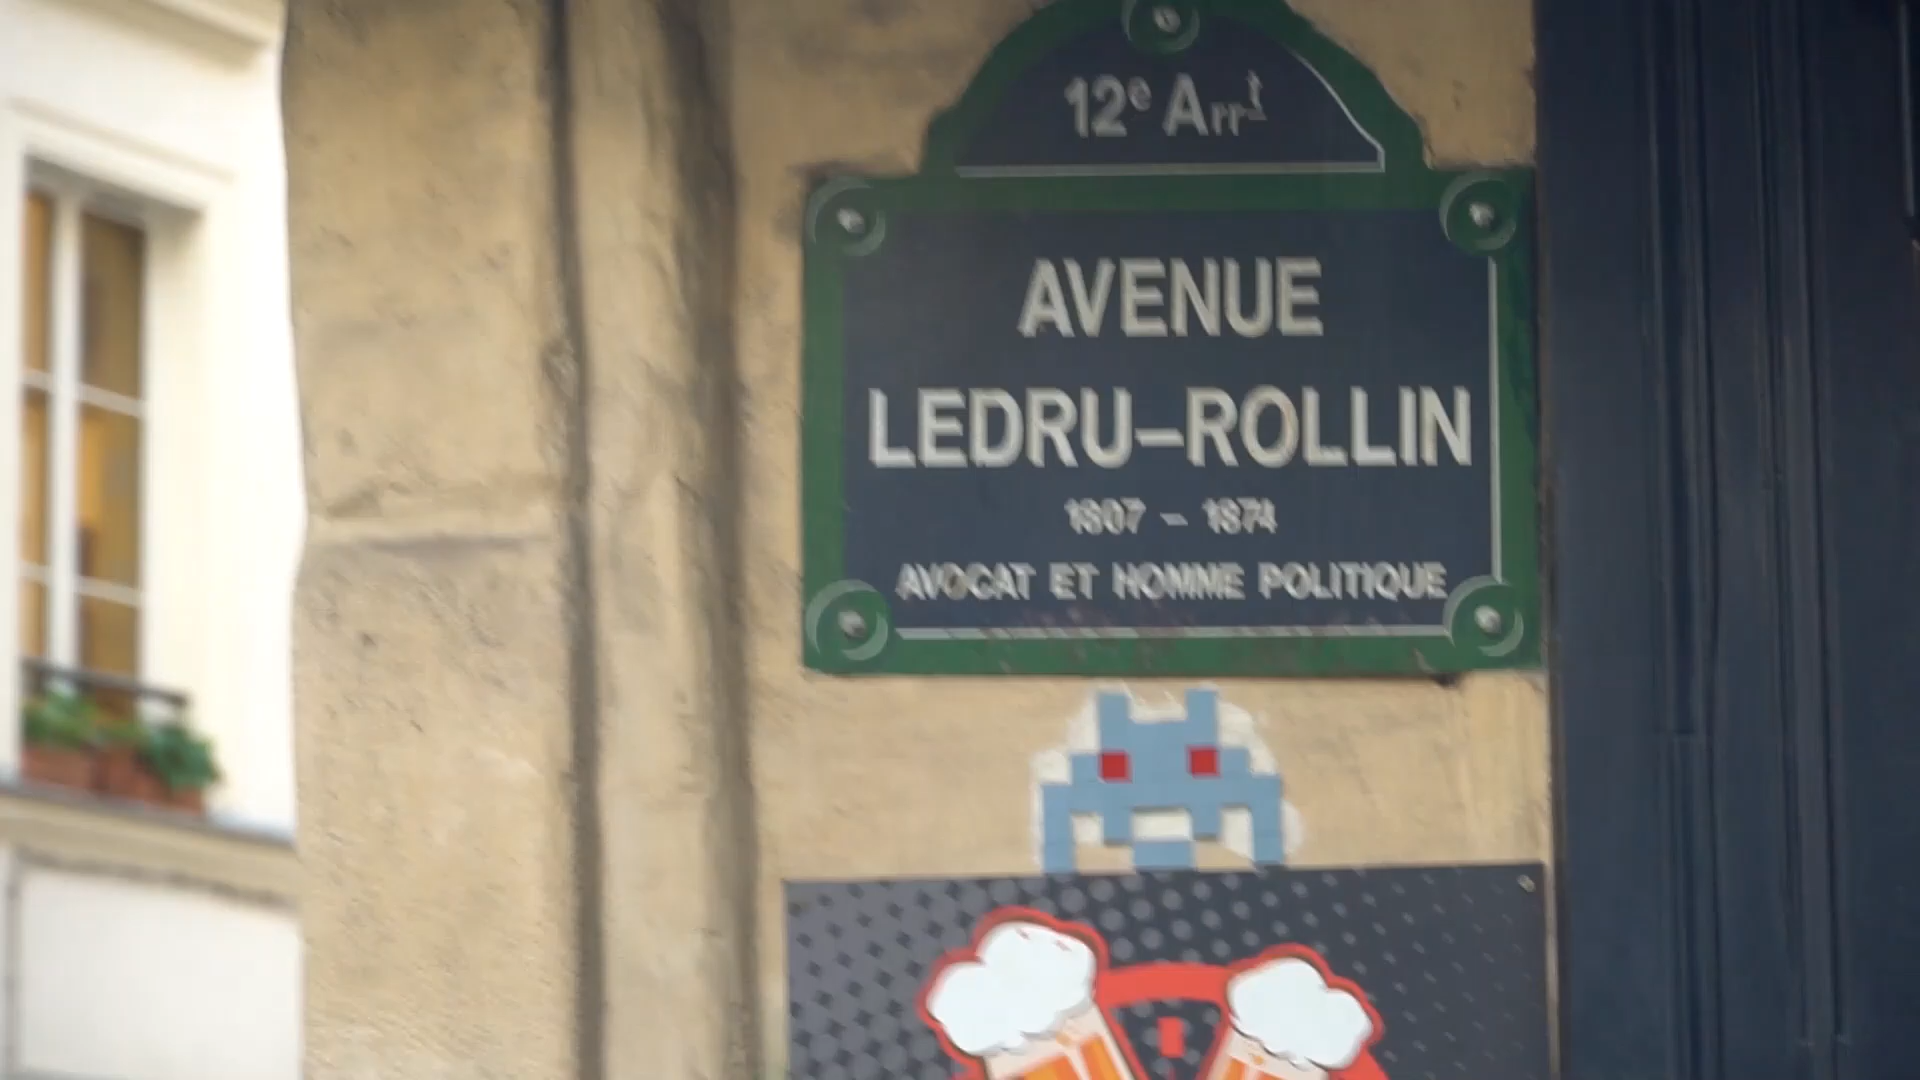 12e Arrt
AVENUE
LEDRU-ROLLIN
1807 - 1874
AVOCAT ET HOMME POLITIQUE